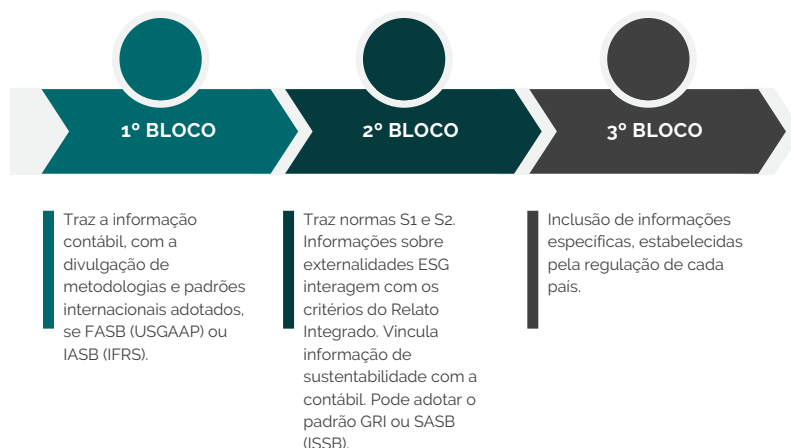 1º BLOCO
2º BLOCO
3º BLOCO
Traz a informação
contábil, com a
divulgação de
metodologias e padrões
internacionais adotados,
se FASB (USGAAP) ou
IASB (IFRS).
Traz normas S1 e S2.
Informações sobre
externalidades ESG
interagem com os
critérios do Relato
Integrado. Vincula
informação de
sustentabilidade com a
contábil. Pode adotar o
padrão GRI ou SASB
(ISSB).
Inclusão de informações
específicas, estabelecidas
pela regulação de cada
país.